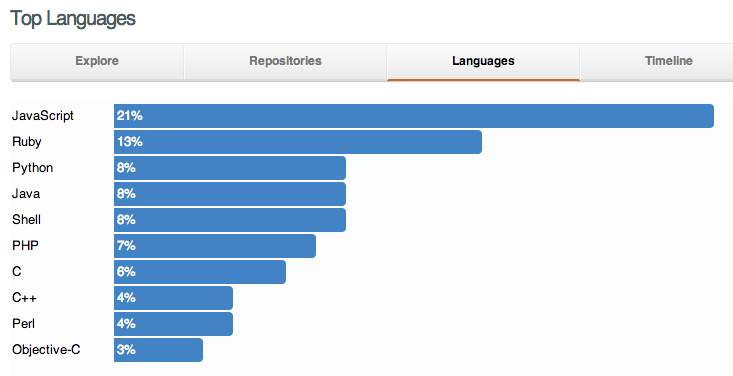 Top Languages
Explore Repositories Languages Timeline
JavaScript 21%
Ruby 13%
Python 8%
Java 8%
Shell 8%
PHP 7%
C 6%
C++ 4%
Perl 4%
Objective-C 3%